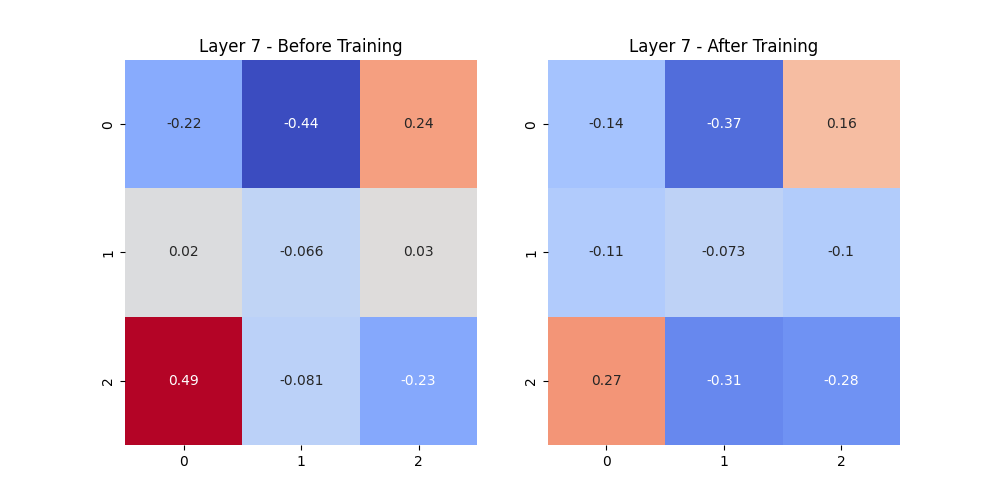 Layer 7 - Before Training
Layer 7 - After Training
0 -0.22 -0.44 0.24
1 0.02 -0.066 0.03
2 0.49 -0.081 -0.23
0 1 2
0 -0.14 -0.37 0.16
1 -0.11 -0.073 -0.1
2 0.27 -0.31 -0.28
0 1 2